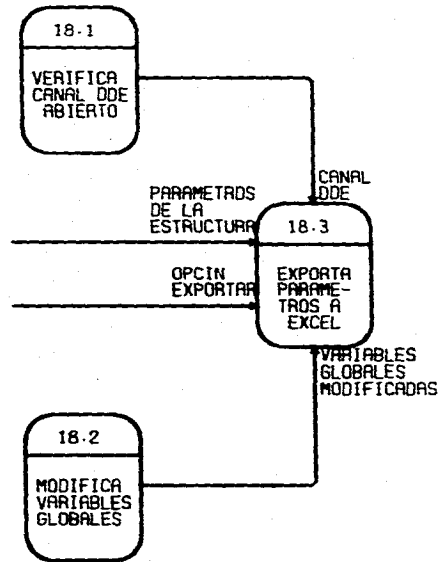 18.1
VERIFICA
CANAL DDE
ABIERTO
CANAL
DDE
PARAMETROS
DE LA
ESTRUCTURA
18.3
OPCIN
EXPORTAR
EXPORTA
PARAME-
TROS A
EXCEL
VARIABLES
GLOBALES
MODIFICADAS
18.2
MODIFICA
VARIABLES
GLOBALES